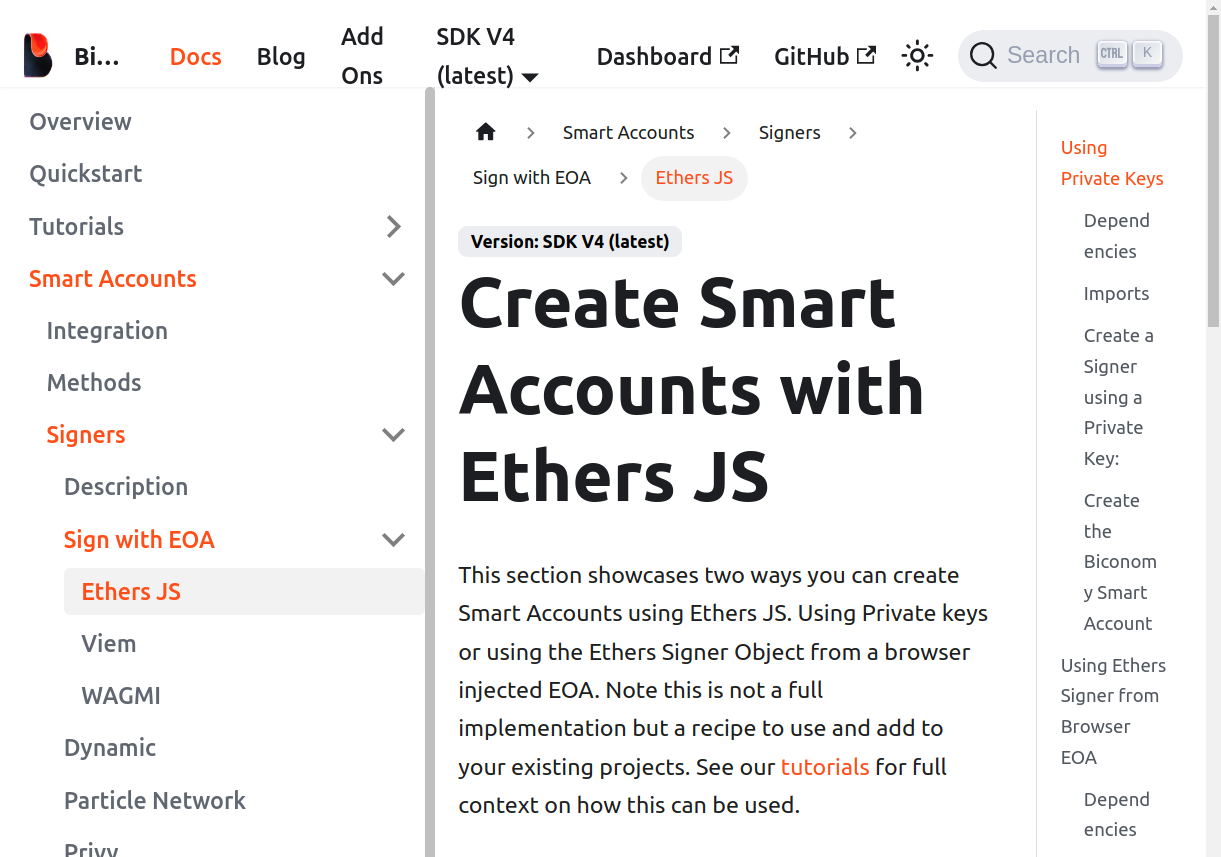 Bi...
Docs
Blog
Add
Ons
SDK V4
(latest)
Dashboard
GitHub
Search
CTRL
K
Overview
Quickstart
Tutorials
Smart Accounts
Integration
Methods
Signers
Description
Sign with EOA
Ethers JS
Viem
WAGMI
Dynamic
Particle Network
Privy
Smart Accounts
Signers
Sign with EOA
Ethers JS
Version: SDK V4 (latest)
Create Smart
Accounts with
Ethers JS
This section showcases two ways you can create
Smart Accounts using Ethers JS. Using Private keys
or using the Ethers Signer Object from a browser
injected EOA. Note this is not a full
implementation but a recipe to use and add to
your existing projects. See our tutorials for full
context on how this can be used.
Using
Private Keys
Depend
encies
Imports
Create a
Signer
using a
Private
Key:
Create
the
Biconom
y Smart
Account
Using Ethers
Signer from
Browser
EOA
Depend
encies